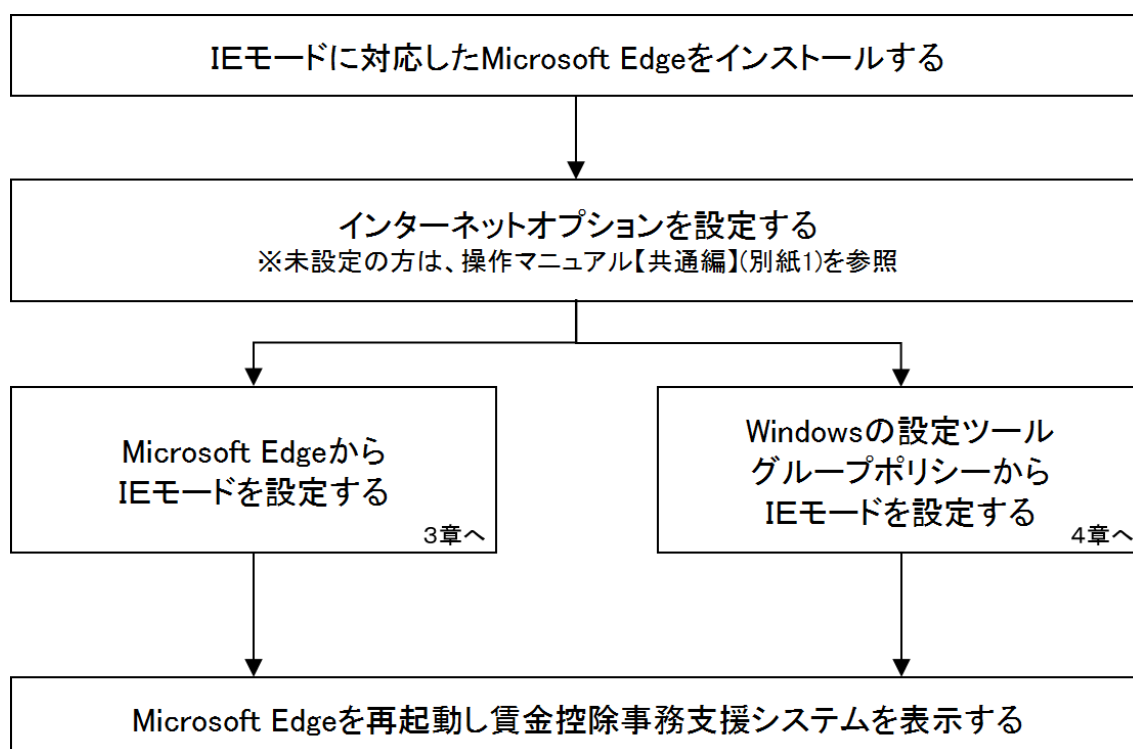 IEモードに対応したMicrosoft Edgeをインストールする
インターネットオプションを設定する
※未設定の方は、操作マニュアル【共通編】(別紙1)を参照
Microsoft Edgeから
IEモードを設定する
3章へ
Windowsの設定ツール
グループポリシーから
IEモードを設定する
4章へ
Microsoft Edgeを再起動し賃金控除事務支援システムを表示する